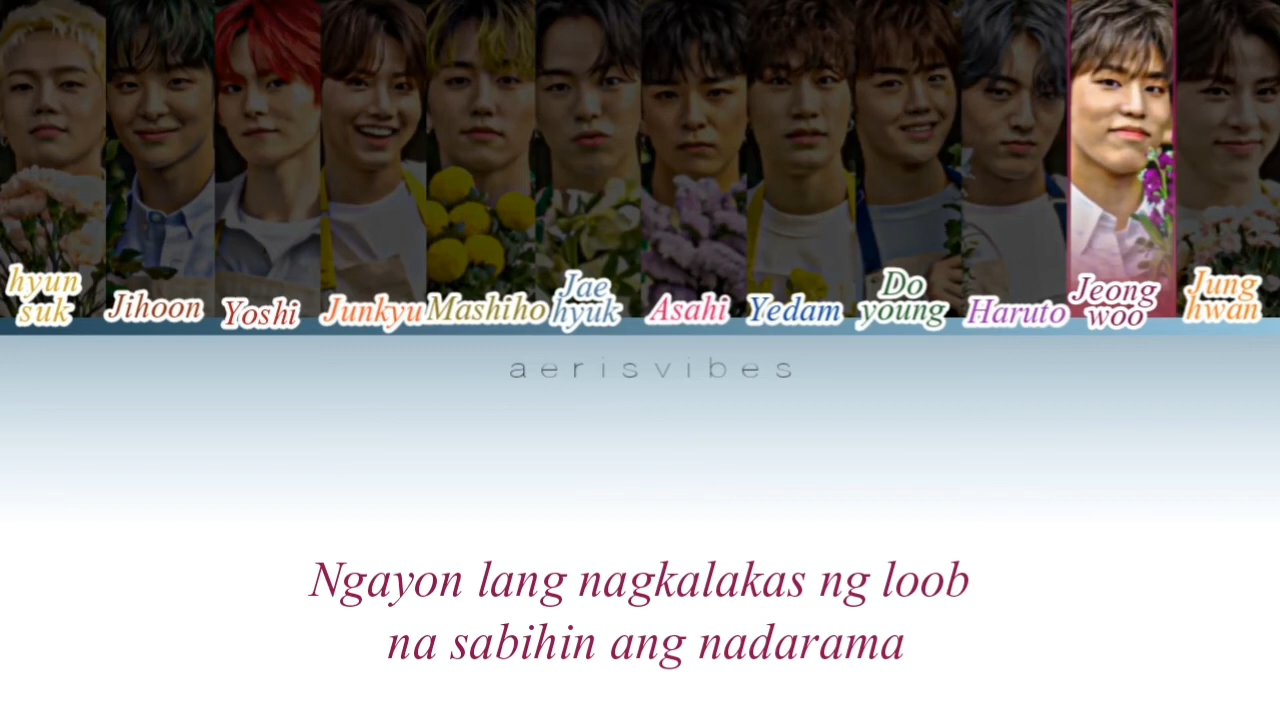 hyun
suk
Jihoon
Yoshi
Junkyu
Mashiho
Jae
hyuk
Asahi
Yedam
Do
young
Haruto
Jeong
woo
Jung
hwan
aerisvibes
Ngayon lang nagkalakas ng loob
na sabihin ang nadarama